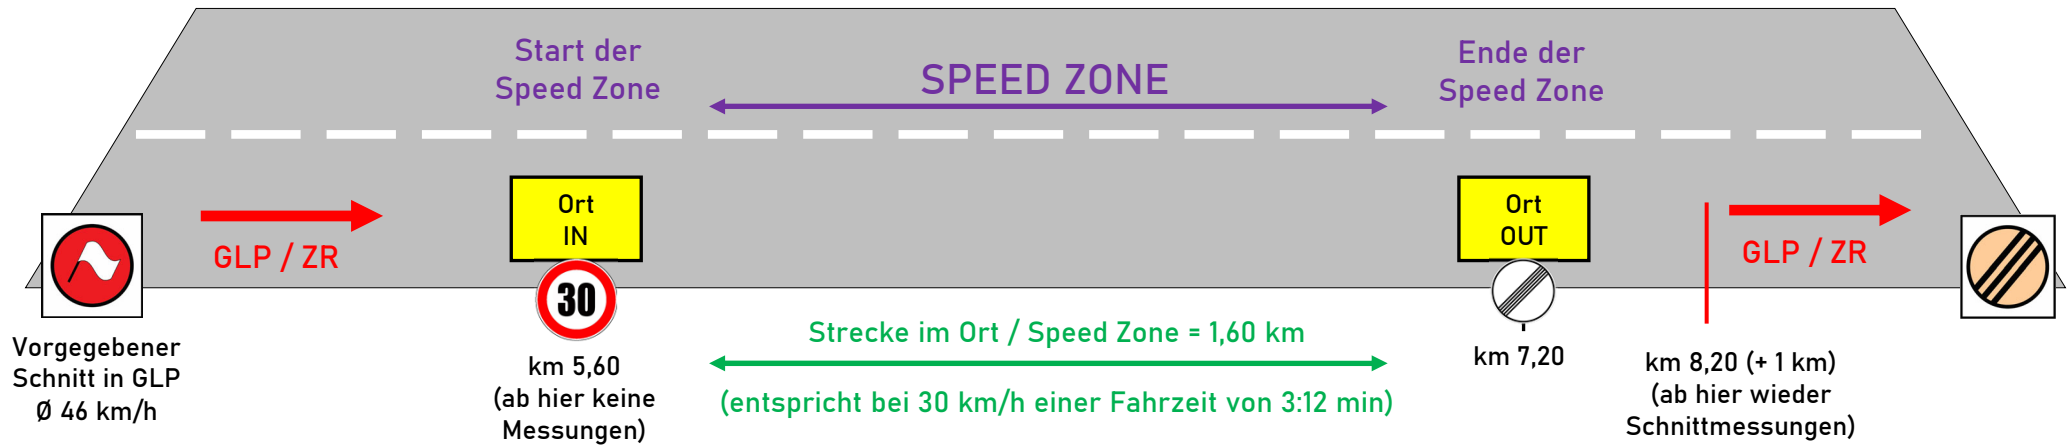 Start der
Speed Zone
SPEED ZONE
Ende der
Speed Zone
GLP / ZR
Ort
IN
30
Ort
OUT
GLP / ZR
Vorgegebener
Schnitt in GLP
Ø 46 km/h
km 5,60
(ab hier keine
Messungen)
Strecke im Ort / Speed Zone = 1,60 km
(entspricht bei 30 km/h einer Fahrzeit von 3:12 min)
km 7,20
km 8,20 (+ 1 km)
(ab hier wieder
Schnittmessungen)